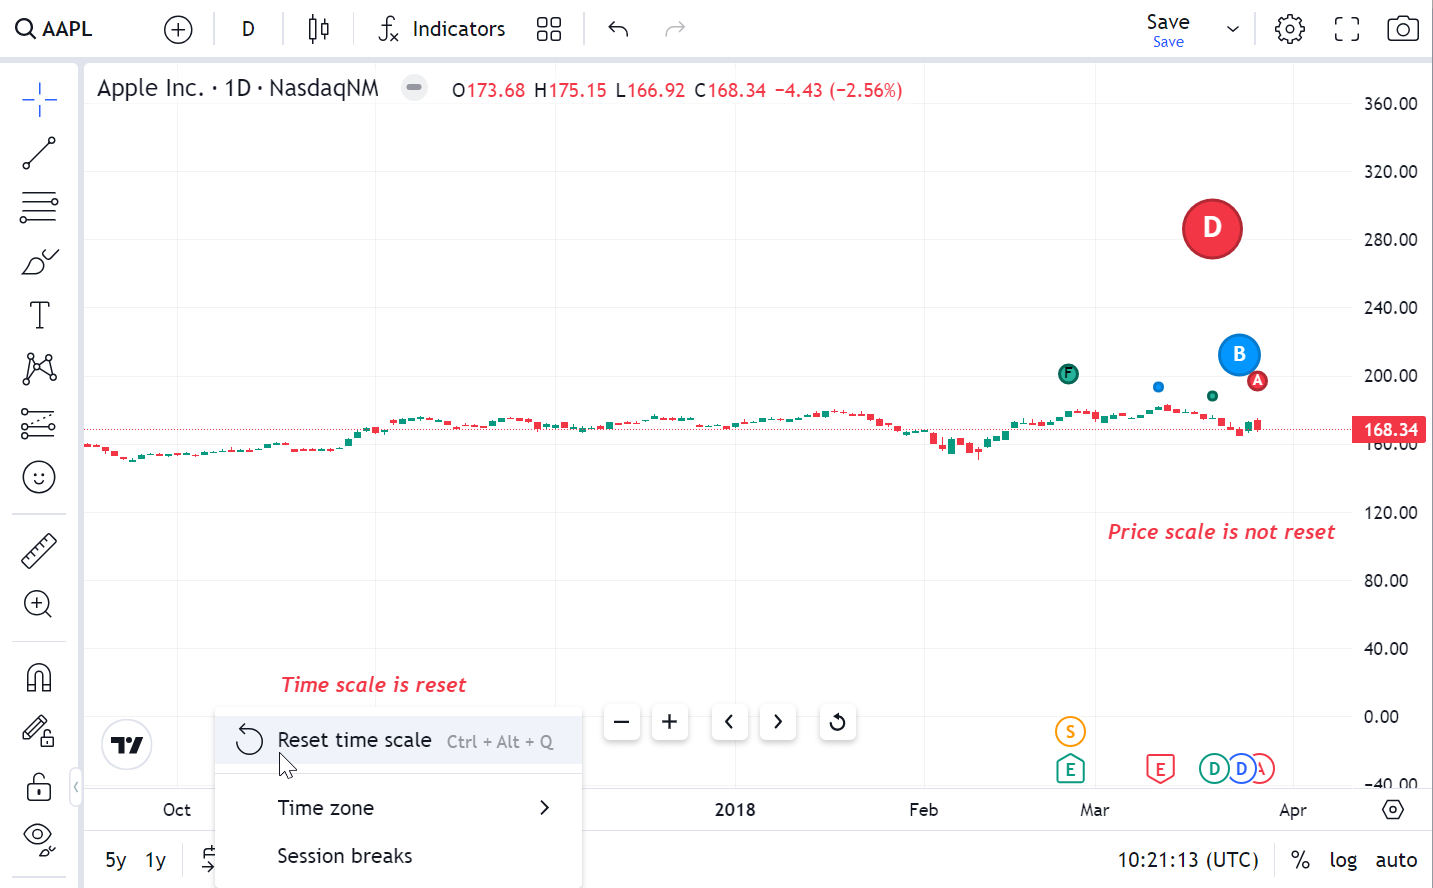 AAPL
D
Indicators
Save
Save
Apple Inc. · 1D · NasdaqNM
O173.68 H175.15 L166.92 C168.34 −4.43 (−2.56%)
360.00
320.00
280.00
240.00
200.00
168.34
160.00
120.00
80.00
40.00
0.00
−40.00
D
B
A
F
Price scale is not reset
Time scale is reset
Reset time scale Ctrl + Alt + Q
Time zone
Session breaks
S
E
E
D
D
A
Oct
2018
Feb
Mar
Apr
5y 1y
10:21:13 (UTC)
% log auto